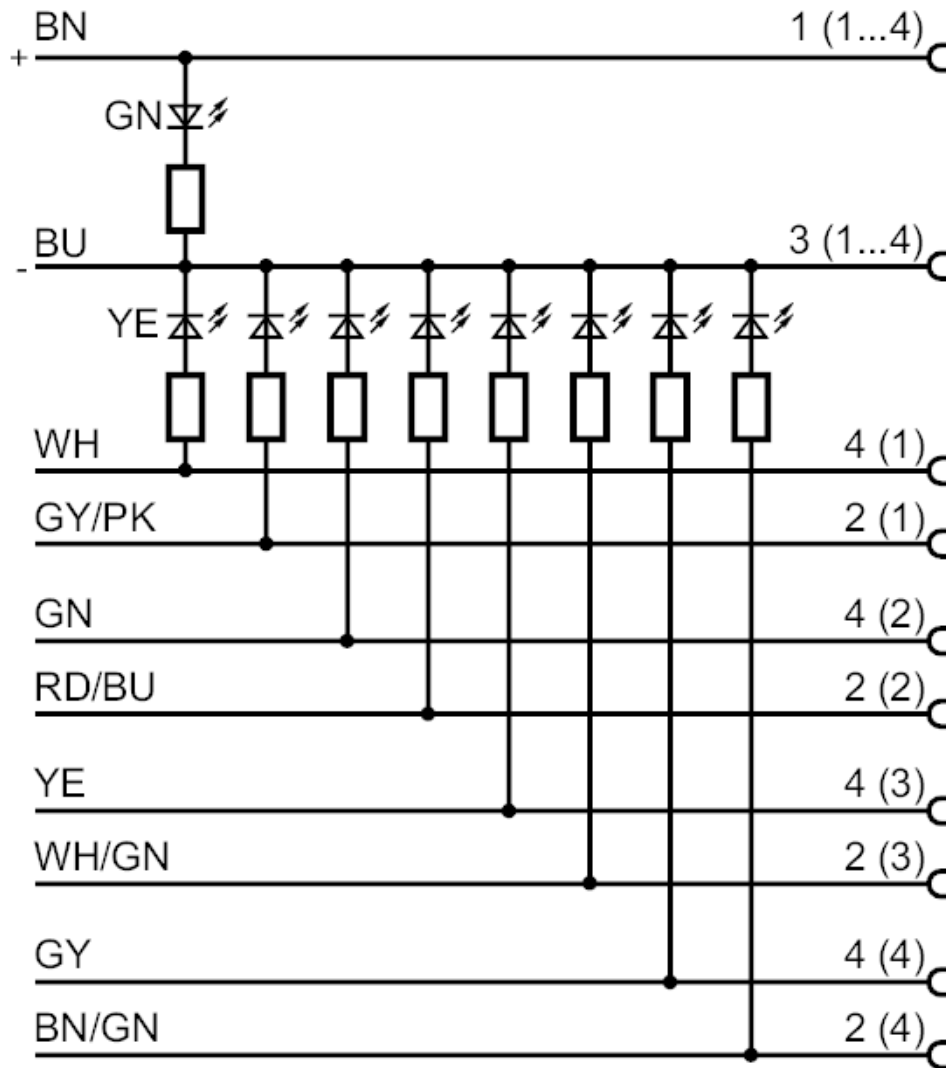 BN 1 (1...4)
+
GN
BU 3 (1...4)
-
YE
WH 4 (1)
GY/PK 2 (1)
GN 4 (2)
RD/BU 2 (2)
YE 4 (3)
WH/GN 2 (3)
GY 4 (4)
BN/GN 2 (4)